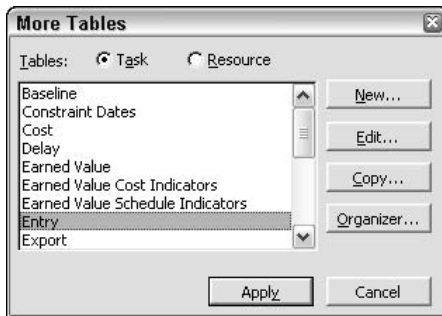 More Tables
Tables: Task Resource
Baseline
Constraint Dates
Cost
Delay
Earned Value
Earned Value Cost Indicators
Earned Value Schedule Indicators
Entry
Export
New...
Edit...
Copy...
Organizer...
Apply Cancel